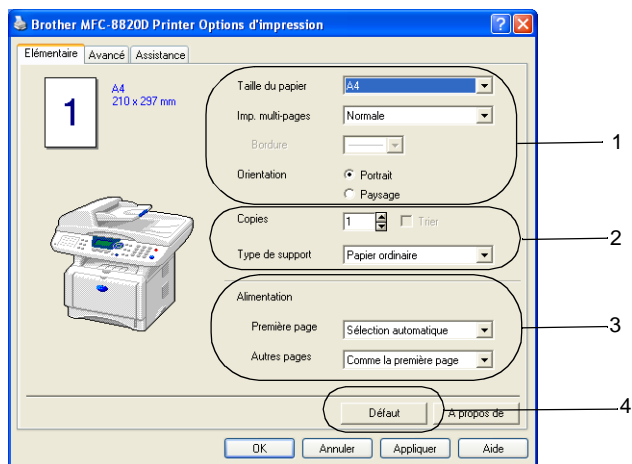 Brother MFC-8820D Printer Options d'impression
Elémentaire Avancé Assistance
1
A4
210 x 297 mm
Taille du papier A4
Imp. multi-pages Normale
Bordure
Orientation Portrait
Paysage
1
Copies 1 Trier
Type de support Papier ordinaire
2
Alimentation
Première page Sélection automatique
Autres pages Comme la première page
3
Défaut A propos de
4
OK Annuler Appliquer Aide